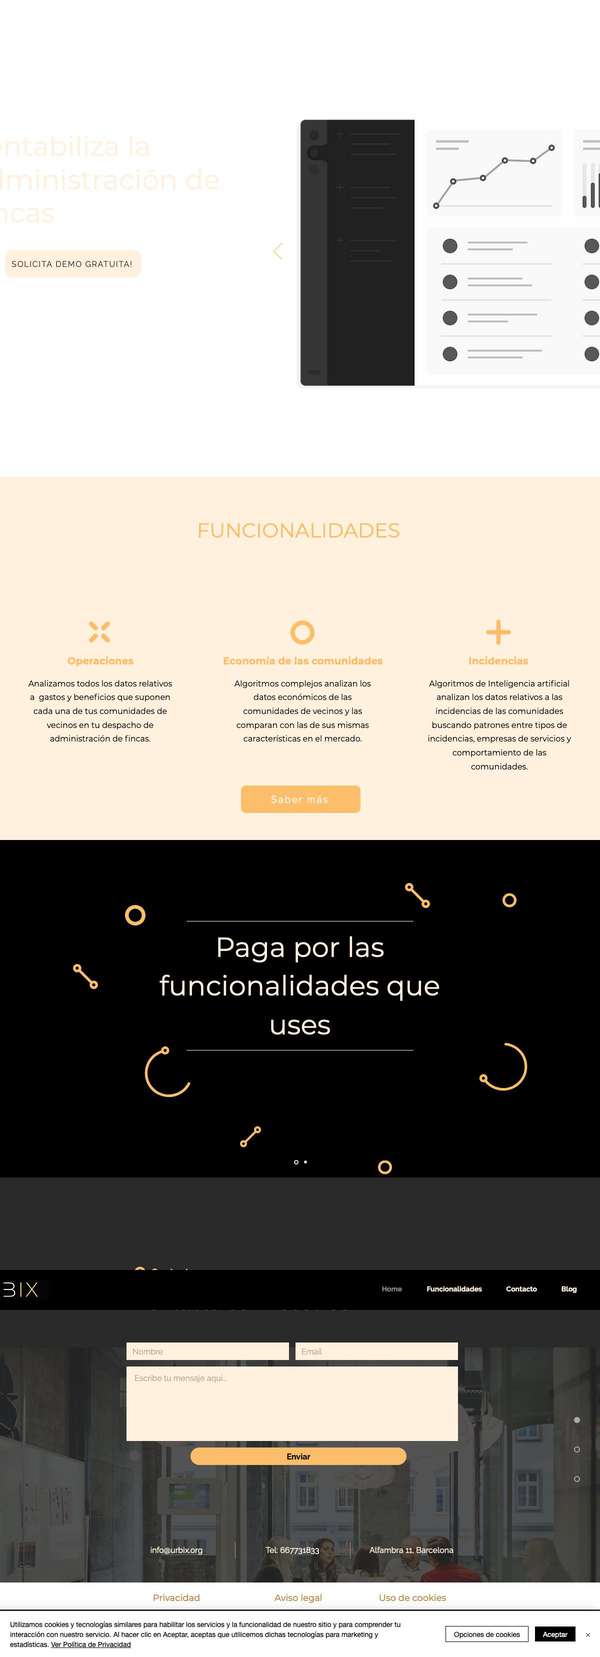 ntabiliza la
ministración de
ncas
SOLICITA DEMO GRATUITA!
FUNCIONALIDADES
Operaciones
Analizamos todos los datos relativos
a gastos y beneficios que suponen
cada una de tus comunidades de
vecinos en tu despacho de
administración de fincas.
Economía de las comunidades
Algoritmos complejos analizan los
datos económicos de las
comunidades de vecinos y las
comparan con las de sus mismas
características en el mercado.
Incidencias
Algoritmos de Inteligencia artificial
analizan los datos relativos a las
incidencias de las comunidades
buscando patrones entre tipos de
incidencias, empresas de servicios y
comportamiento de las
comunidades.
Saber más
Paga por las
funcionalidades que
uses
BIX
Home
Funcionalidades
Contacto
Blog
Nombre
Email
Escribe tu mensaje aquí...
Enviar
info@urbix.org
Tel: 667731833
Alfambra 11, Barcelona
Privacidad
Aviso legal
Uso de cookies
Utilizamos cookies y tecnologías similares para habilitar los servicios y la funcionalidad de nuestro sitio y para comprender tu
interacción con nuestro servicio. Al hacer clic en Aceptar, aceptas que utilicemos dichas tecnologías para marketing y
estadísticas. Ver Política de Privacidad
Opciones de cookies
Aceptar
×